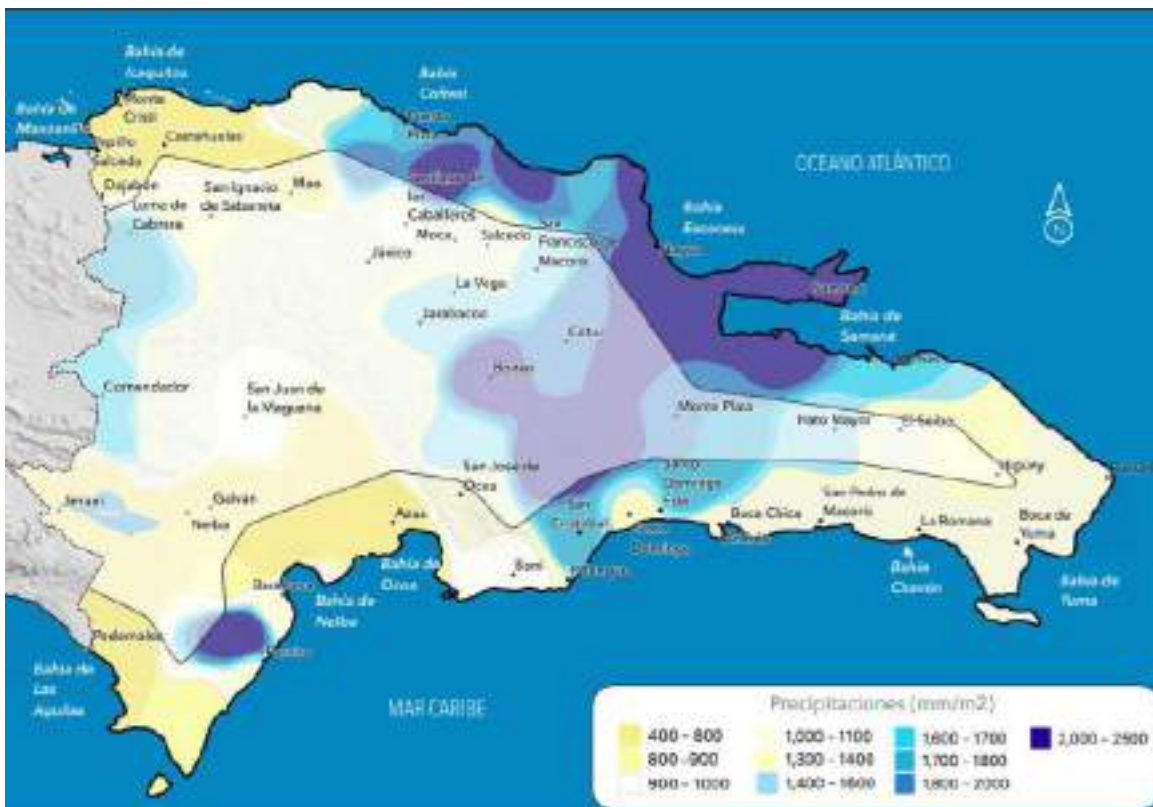 Bahía de
Bahía
Bahía de
Monte
Cristi
Castañuelas
Pepillo
Salcedo
OCEANO ATLÁNTICO
Dajabón
San Ignacio
de Sabaneta
Mao
Loma de
Cabrera
los
Caballeros
Moca
Salcedo
San
Francisco de
Macorís
Bahía
Escocesa
N
Jánico
La Vega
Jarabacoa
Cotuí
Samaná
Bahía de
Samaná
Bonao
Comendador
San Juan de
la Maguana
Monte Plata
Hato Mayor
El Seibo
Higüey
San José de
Ocoa
Santo
Domingo
Este
San
Cristóbal
Jimaní
Galván
Neiba
Azua
Boca Chica
San Pedro de
Macorís
La Romana
Boca de
Yuma
Domingo
Baní
Bahía de
Ocoa
Bahía de
Neiba
Bahía
Bahía de
Yuma
Pedernales
Bahía de
Las
MAR CARIBE
Precipitaciones (mm/m2)
400 - 800
800 - 900
900 - 1000
1,000 - 1100
1,300 - 1400
1,400 - 1600
1,600 - 1700
1,700 - 1800
1,800 - 2000
2,000 - 2500